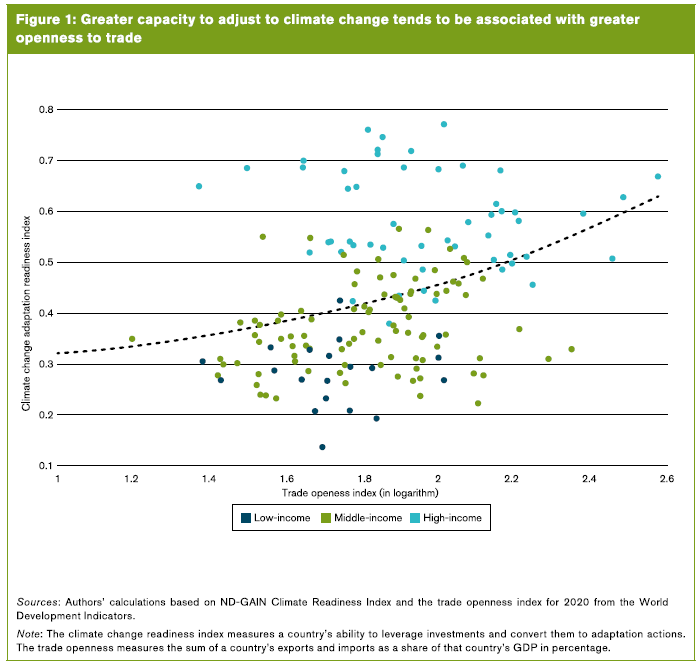 Figure 1: Greater capacity to adjust to climate change tends to be associated with greater
openness to trade
Climate change adaptation readiness index
0.8
0.7
0.6
0.5
0.4
0.3
0.2
0.1
1 1.2 1.4 1.6 1.8 2 2.2 2.4 2.6
Trade openess index (in logarithm)
Low-income Middle-income High-income
Sources: Authors' calculations based on ND-GAIN Climate Readiness Index and the trade openness index for 2020 from the World
Development Indicators.
Note: The climate change readiness index measures a country's ability to leverage investments and convert them to adaptation actions.
The trade openness measures the sum of a country's exports and imports as a share of that country's GDP in percentage.